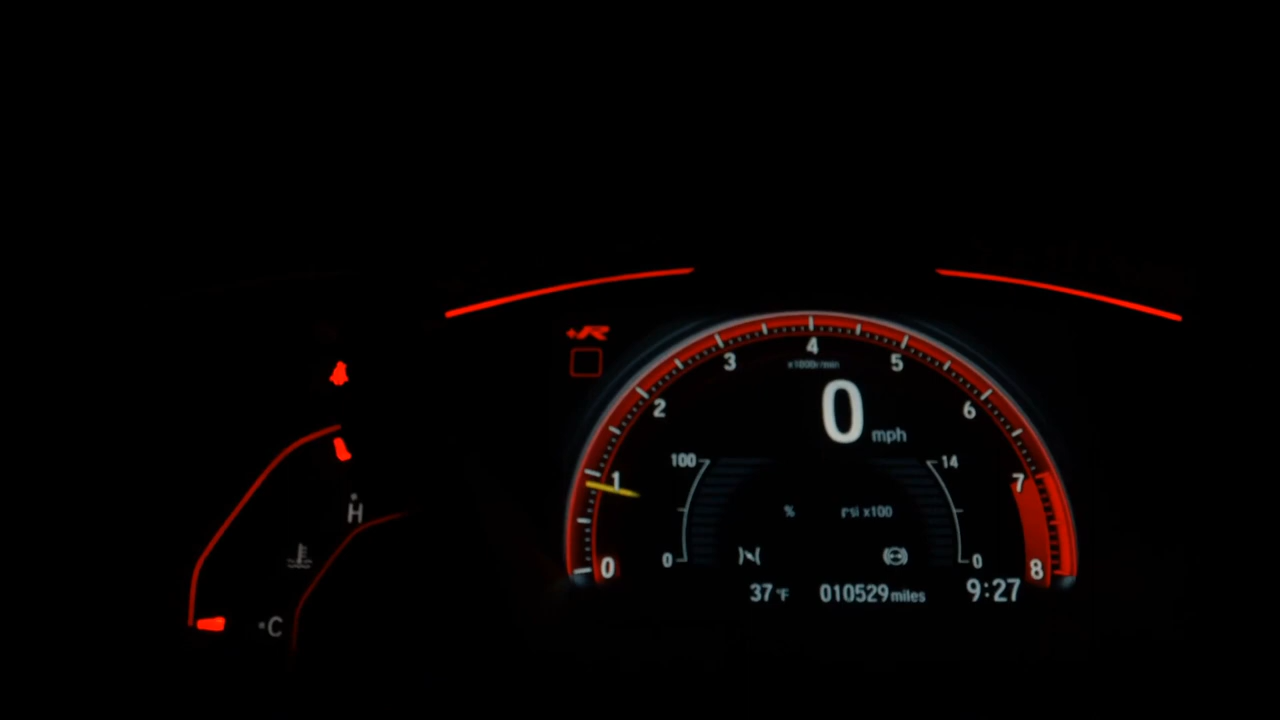 +R
4
3 5
x1000r/min
2 0 mph 6
100 14
1 7
% psi x100
H
0 0
0 8
37 °F 010529 miles 9:27
C